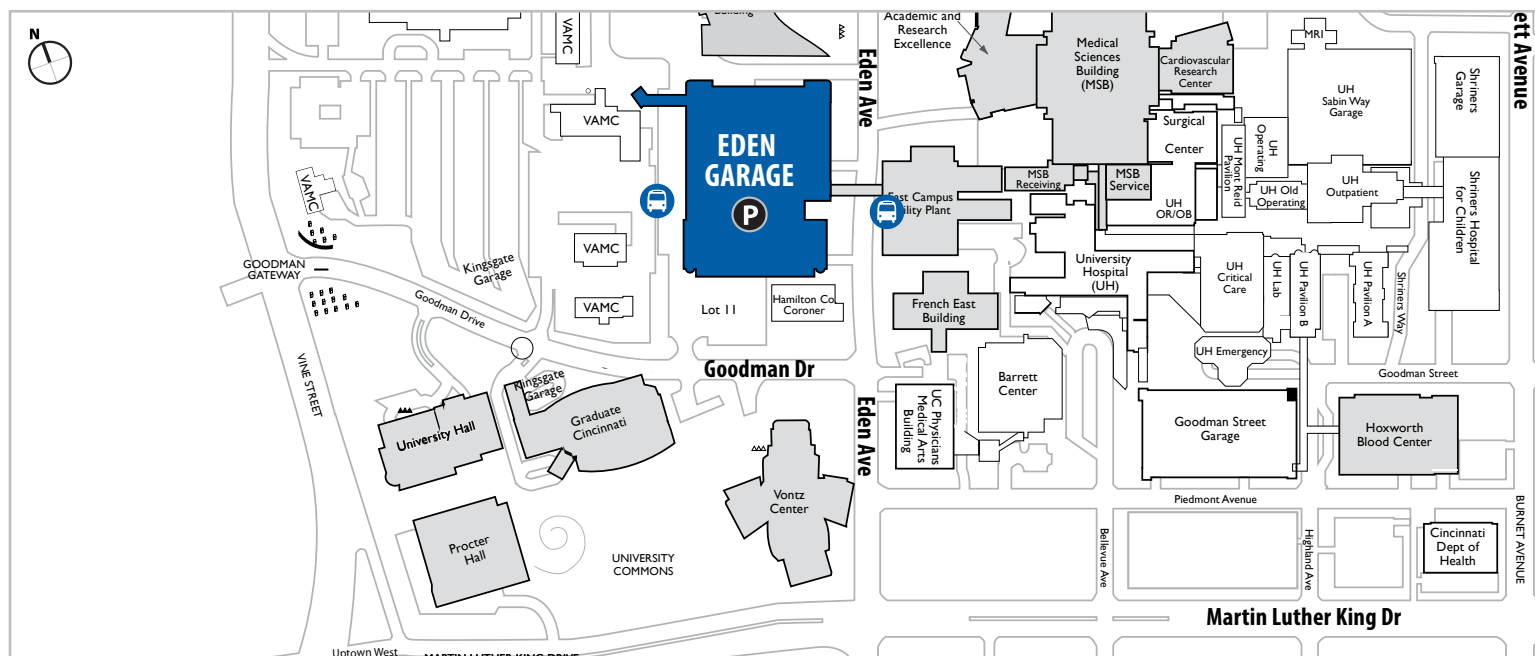 N
Building
VAMC
Academic and
Research
Excellence
Eden Ave
Medical
Sciences
Building
(MSB)
Cardiovascular
Research
Center
MRI
ett Avenue
UH
Sabin Way
Garage
Shriners
Garage
VAMC
EDEN
GARAGE
P
Surgical
Center
UH Mont Reid
Pavilion
UH
Operating
MSB
Receiving
MSB
Service
UH
OR/OB
UH Old
Operating
UH
Outpatient
Shriners Hospital
for Children
VAMC
East Campus
Utility Plant
GOODMAN
GATEWAY
Kingsgate
Garage
VAMC
University
Hospital
(UH)
UH
Critical
Care
UH Lab
UH Pavilion B
UH Pavilion A
Shriners Way
Goodman Drive
VAMC
Lot 11
Hamilton Co.
Coroner
French East
Building
UH Emergency
VINE STREET
Goodman Dr
Goodman Street
Kingsgate
Garage
Barrett
Center
University Hall
Graduate
Cincinnati
Eden Ave
UC Physicians
Medical Arts
Building
Goodman Street
Garage
Hoxworth
Blood Center
Vontz
Center
Piedmont Avenue
Procter
Hall
UNIVERSITY
COMMONS
Bellevue Ave
Highland Ave
Cincinnati
Dept of
Health
BURNET AVENUE
Martin Luther King Dr
Uptown West
MARTIN LUTHER KING DRIVE